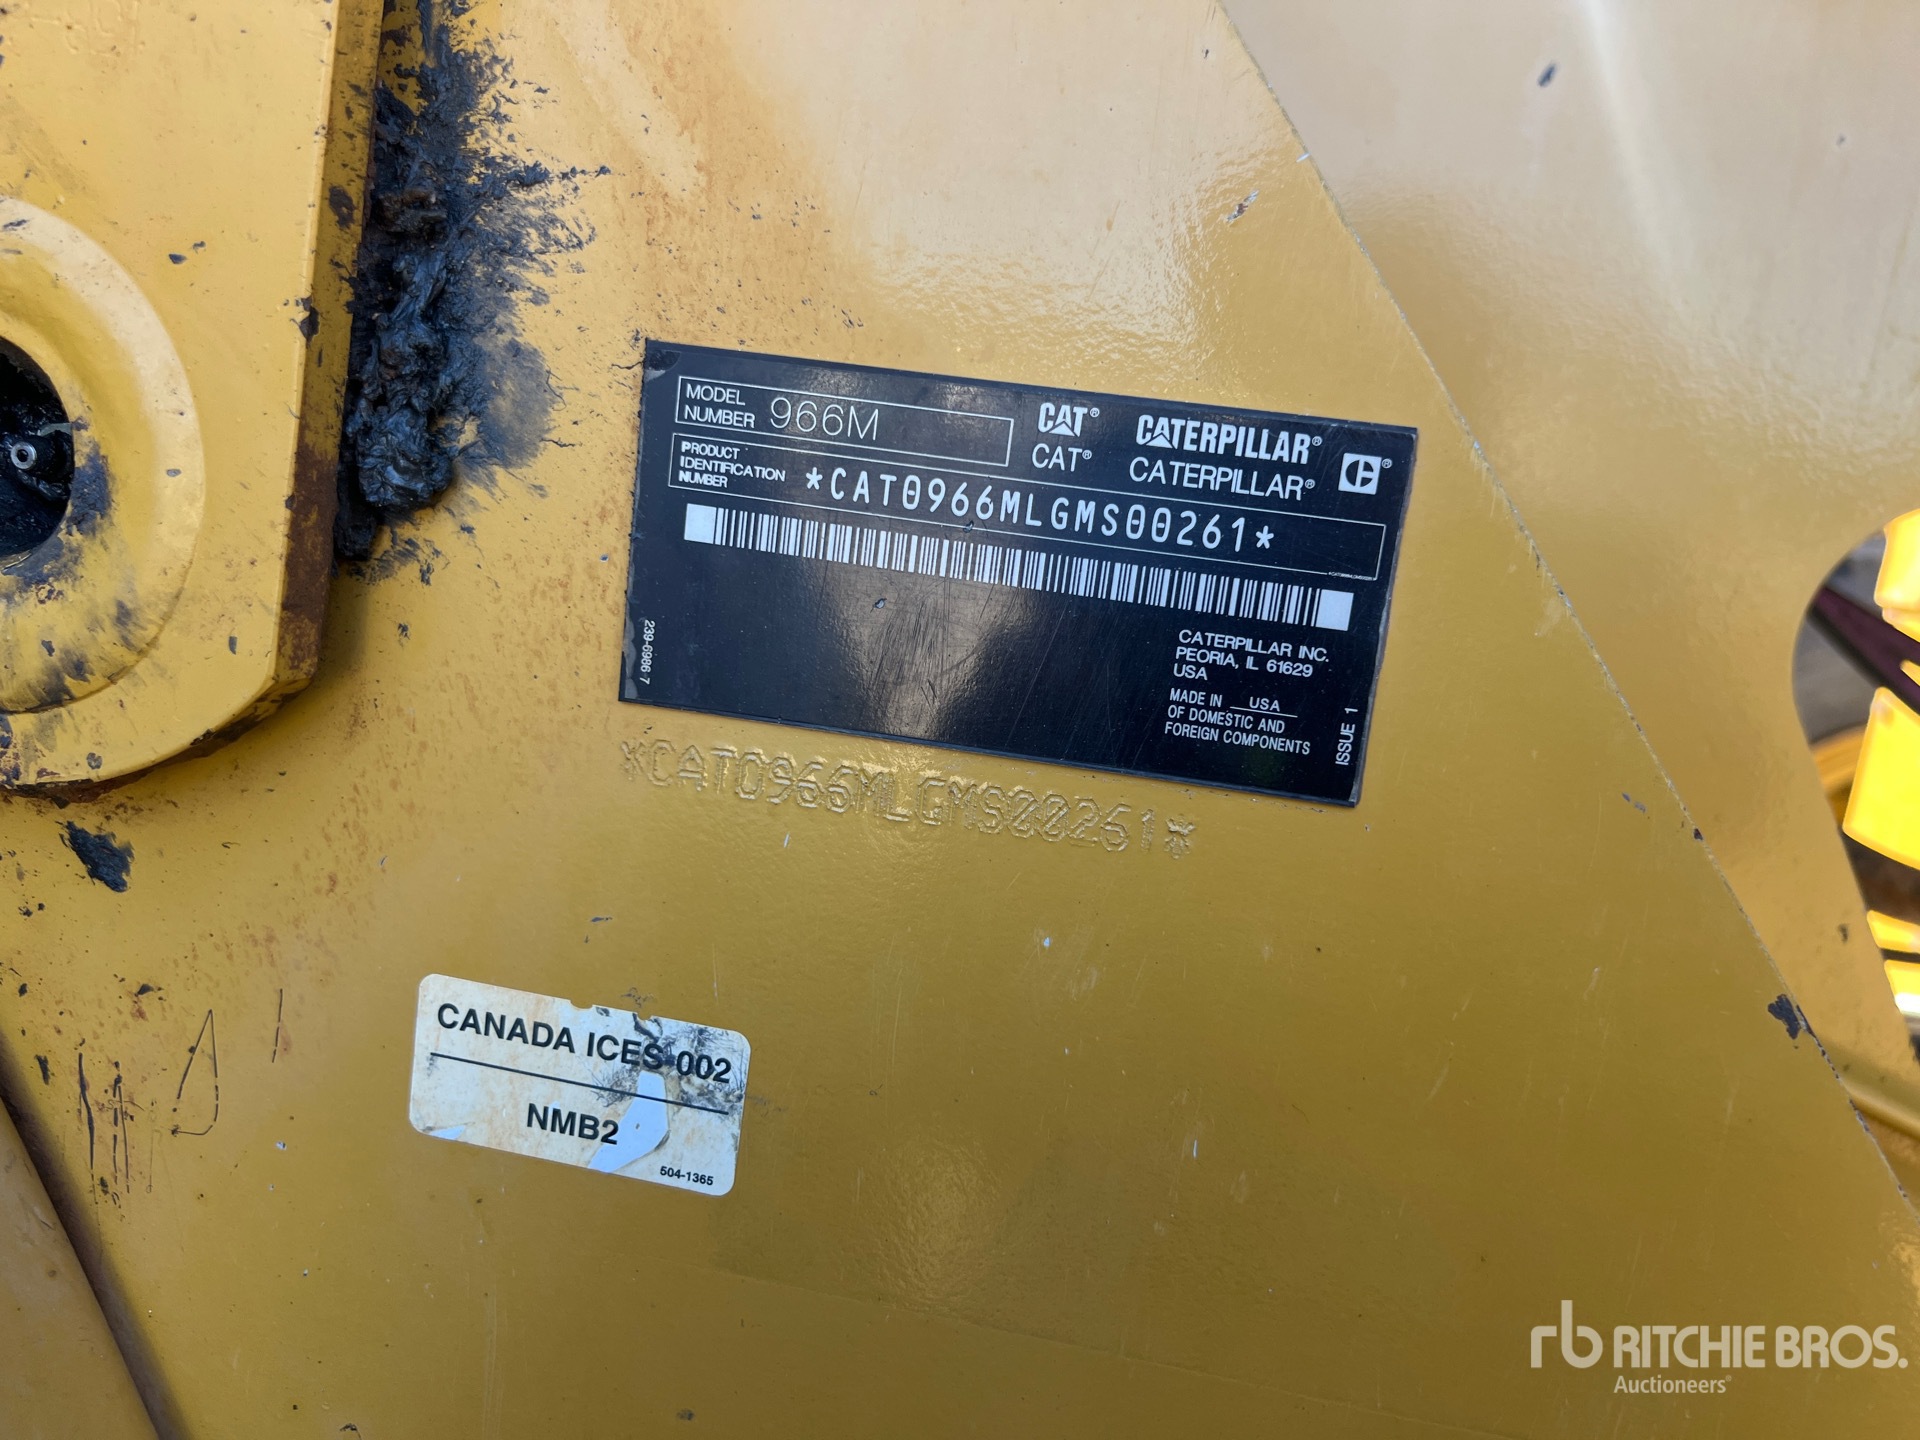 MODEL
NUMBER 966M
CAT® CATERPILLAR®
CAT® CATERPILLAR®
PRODUCT
IDENTIFICATION
NUMBER
*CAT0966MLGMS00261*
239-6986 7
CATERPILLAR INC.
PEORIA, IL 61629
USA
MADE IN USA
OF DOMESTIC AND
FOREIGN COMPONENTS
ISSUE 1
*CAT0966MLGMS00261*
CANADA ICES 002
NMB2
504-1365
rb RITCHIE BROS.
Auctioneers